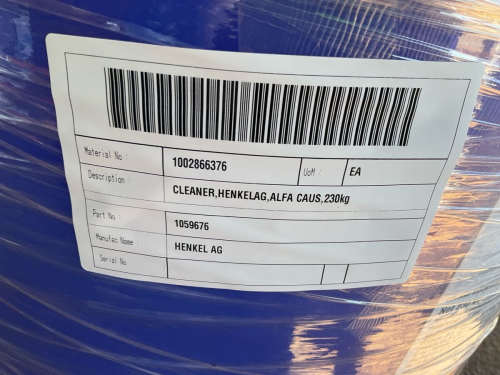 Material No : 1002866376 UoM : EA
Description CLEANER,HENKELAG,ALFA CAUS,230kg
Part No 1059676
Manufac Name HENKEL AG
Serial No